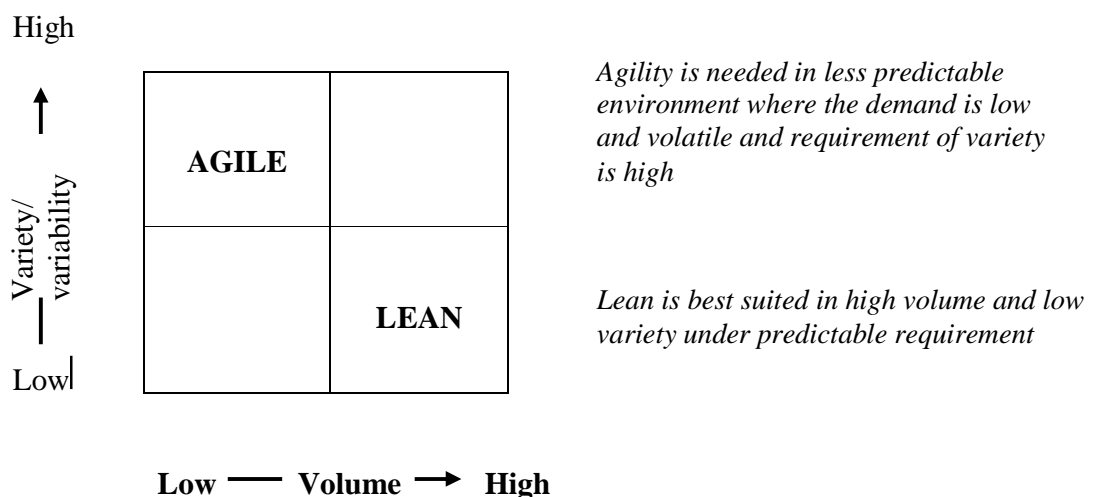 High
Agility is needed in less predictable
environment where the demand is low
and volatile and requirement of variety
is high
AGILE
Variety/
variability
LEAN
Lean is best suited in high volume and low
variety under predictable requirement
Low
Low Volume High